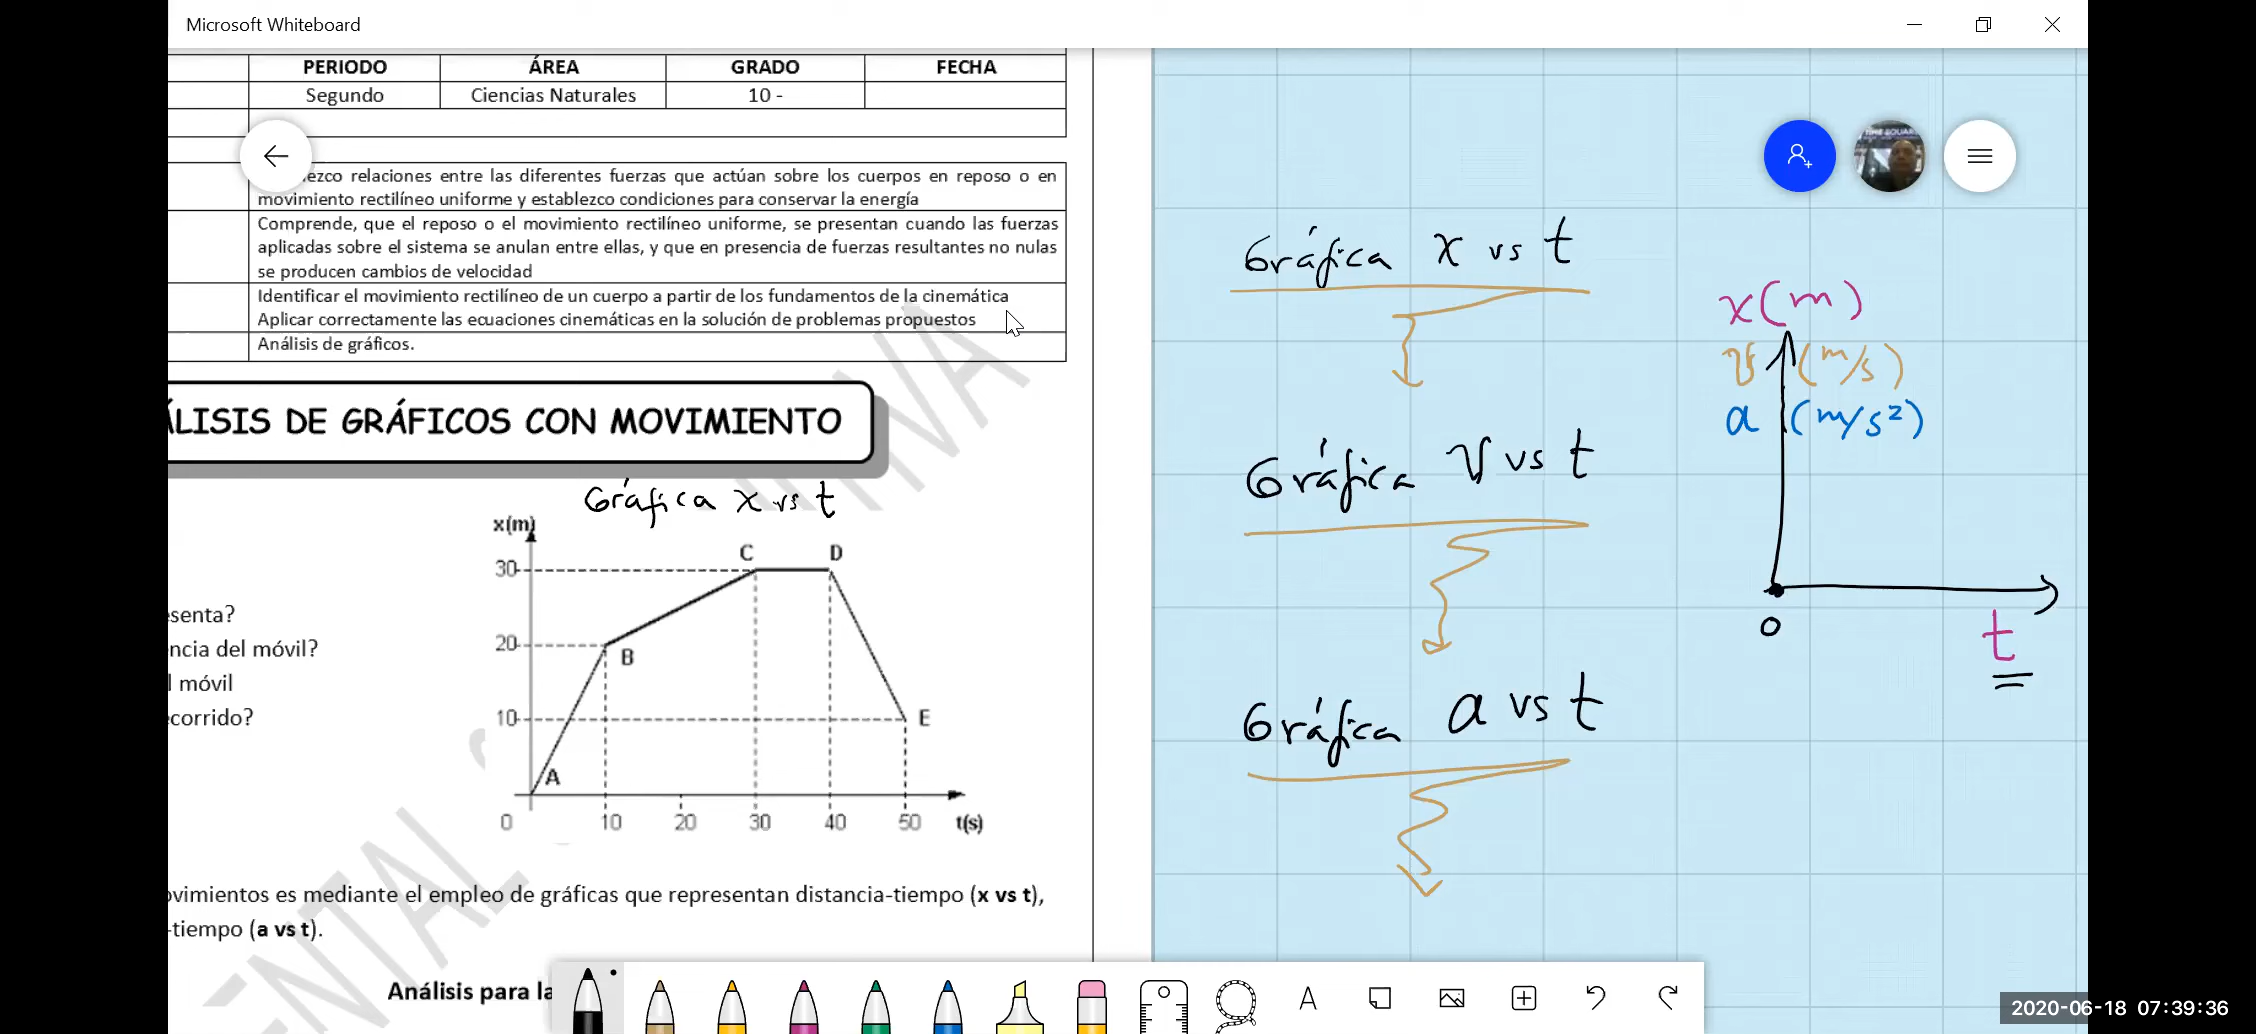 Microsoft Whiteboard
PERIODO ÁREA GRADO FECHA
Segundo Ciencias Naturales 10 -
ezco relaciones entre las diferentes fuerzas que actúan sobre los cuerpos en reposo o en
movimiento rectilíneo uniforme y establezco condiciones para conservar la energía
Comprende, que el reposo o el movimiento rectilíneo uniforme, se presentan cuando las fuerzas
aplicadas sobre el sistema se anulan entre ellas, y que en presencia de fuerzas resultantes no nulas
se producen cambios de velocidad
Identificar el movimiento rectilíneo de un cuerpo a partir de los fundamentos de la cinemática
Aplicar correctamente las ecuaciones cinemáticas en la solución de problemas propuestos
Análisis de gráficos.
ÁLISIS DE GRÁFICOS CON MOVIMIENTO
Gráfica x vs t
x(m)
30 C D
esenta?
ncia del móvil?
20 B
l móvil
ecorrido?
10 E
A
0 10 20 30 40 50 t(s)
ovimientos es mediante el empleo de gráficas que representan distancia-tiempo (x vs t),
-tiempo (a vs t).
Análisis para la
Gráfica x vs t
Gráfica v vs t
Gráfica a vs t
x(m)
v (m/s)
a (m/s²)
0
t
2020-06-18 07:39:36